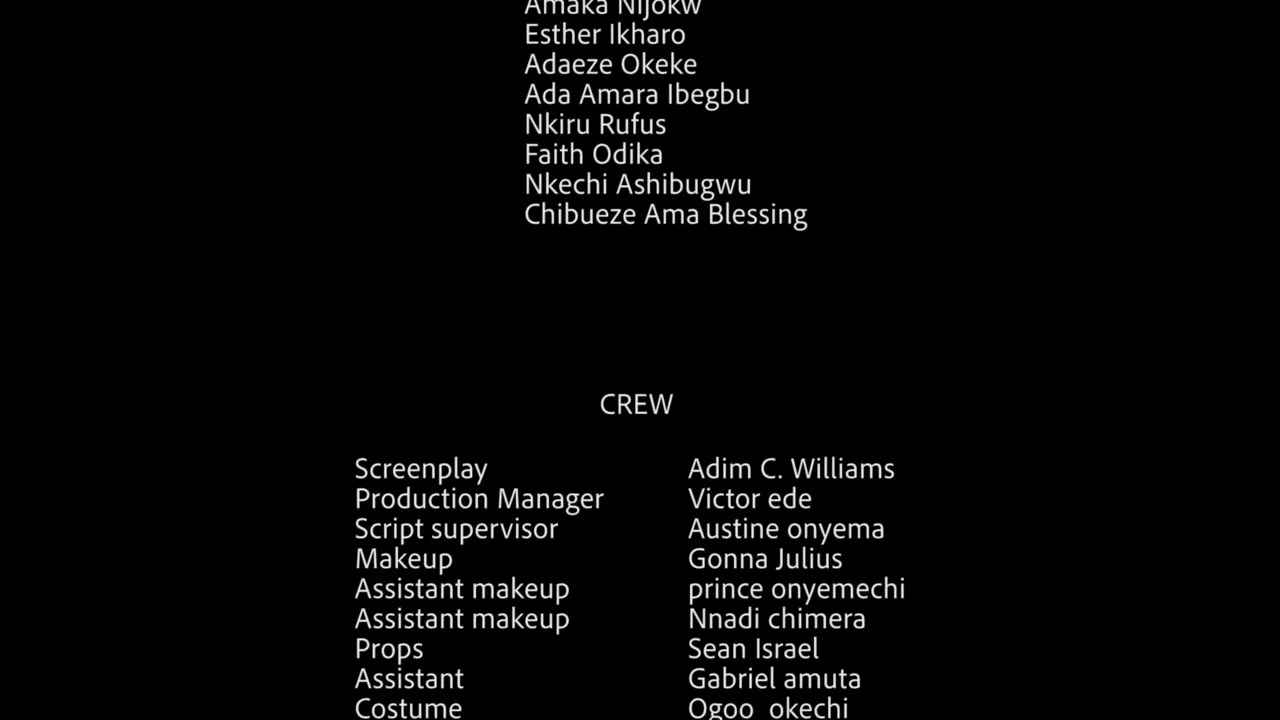 Amaka Nijokw
Esther Ikharo
Adaeze Okeke
Ada Amara Ibegbu
Nkiru Rufus
Faith Odika
Nkechi Ashibugwu
Chibueze Ama Blessing
CREW
Screenplay Adim C. Williams
Production Manager Victor ede
Script supervisor Austine onyema
Makeup Gonna Julius
Assistant makeup prince onyemechi
Assistant makeup Nnadi chimera
Props Sean Israel
Assistant Gabriel amuta
Costume Ogoo okechi